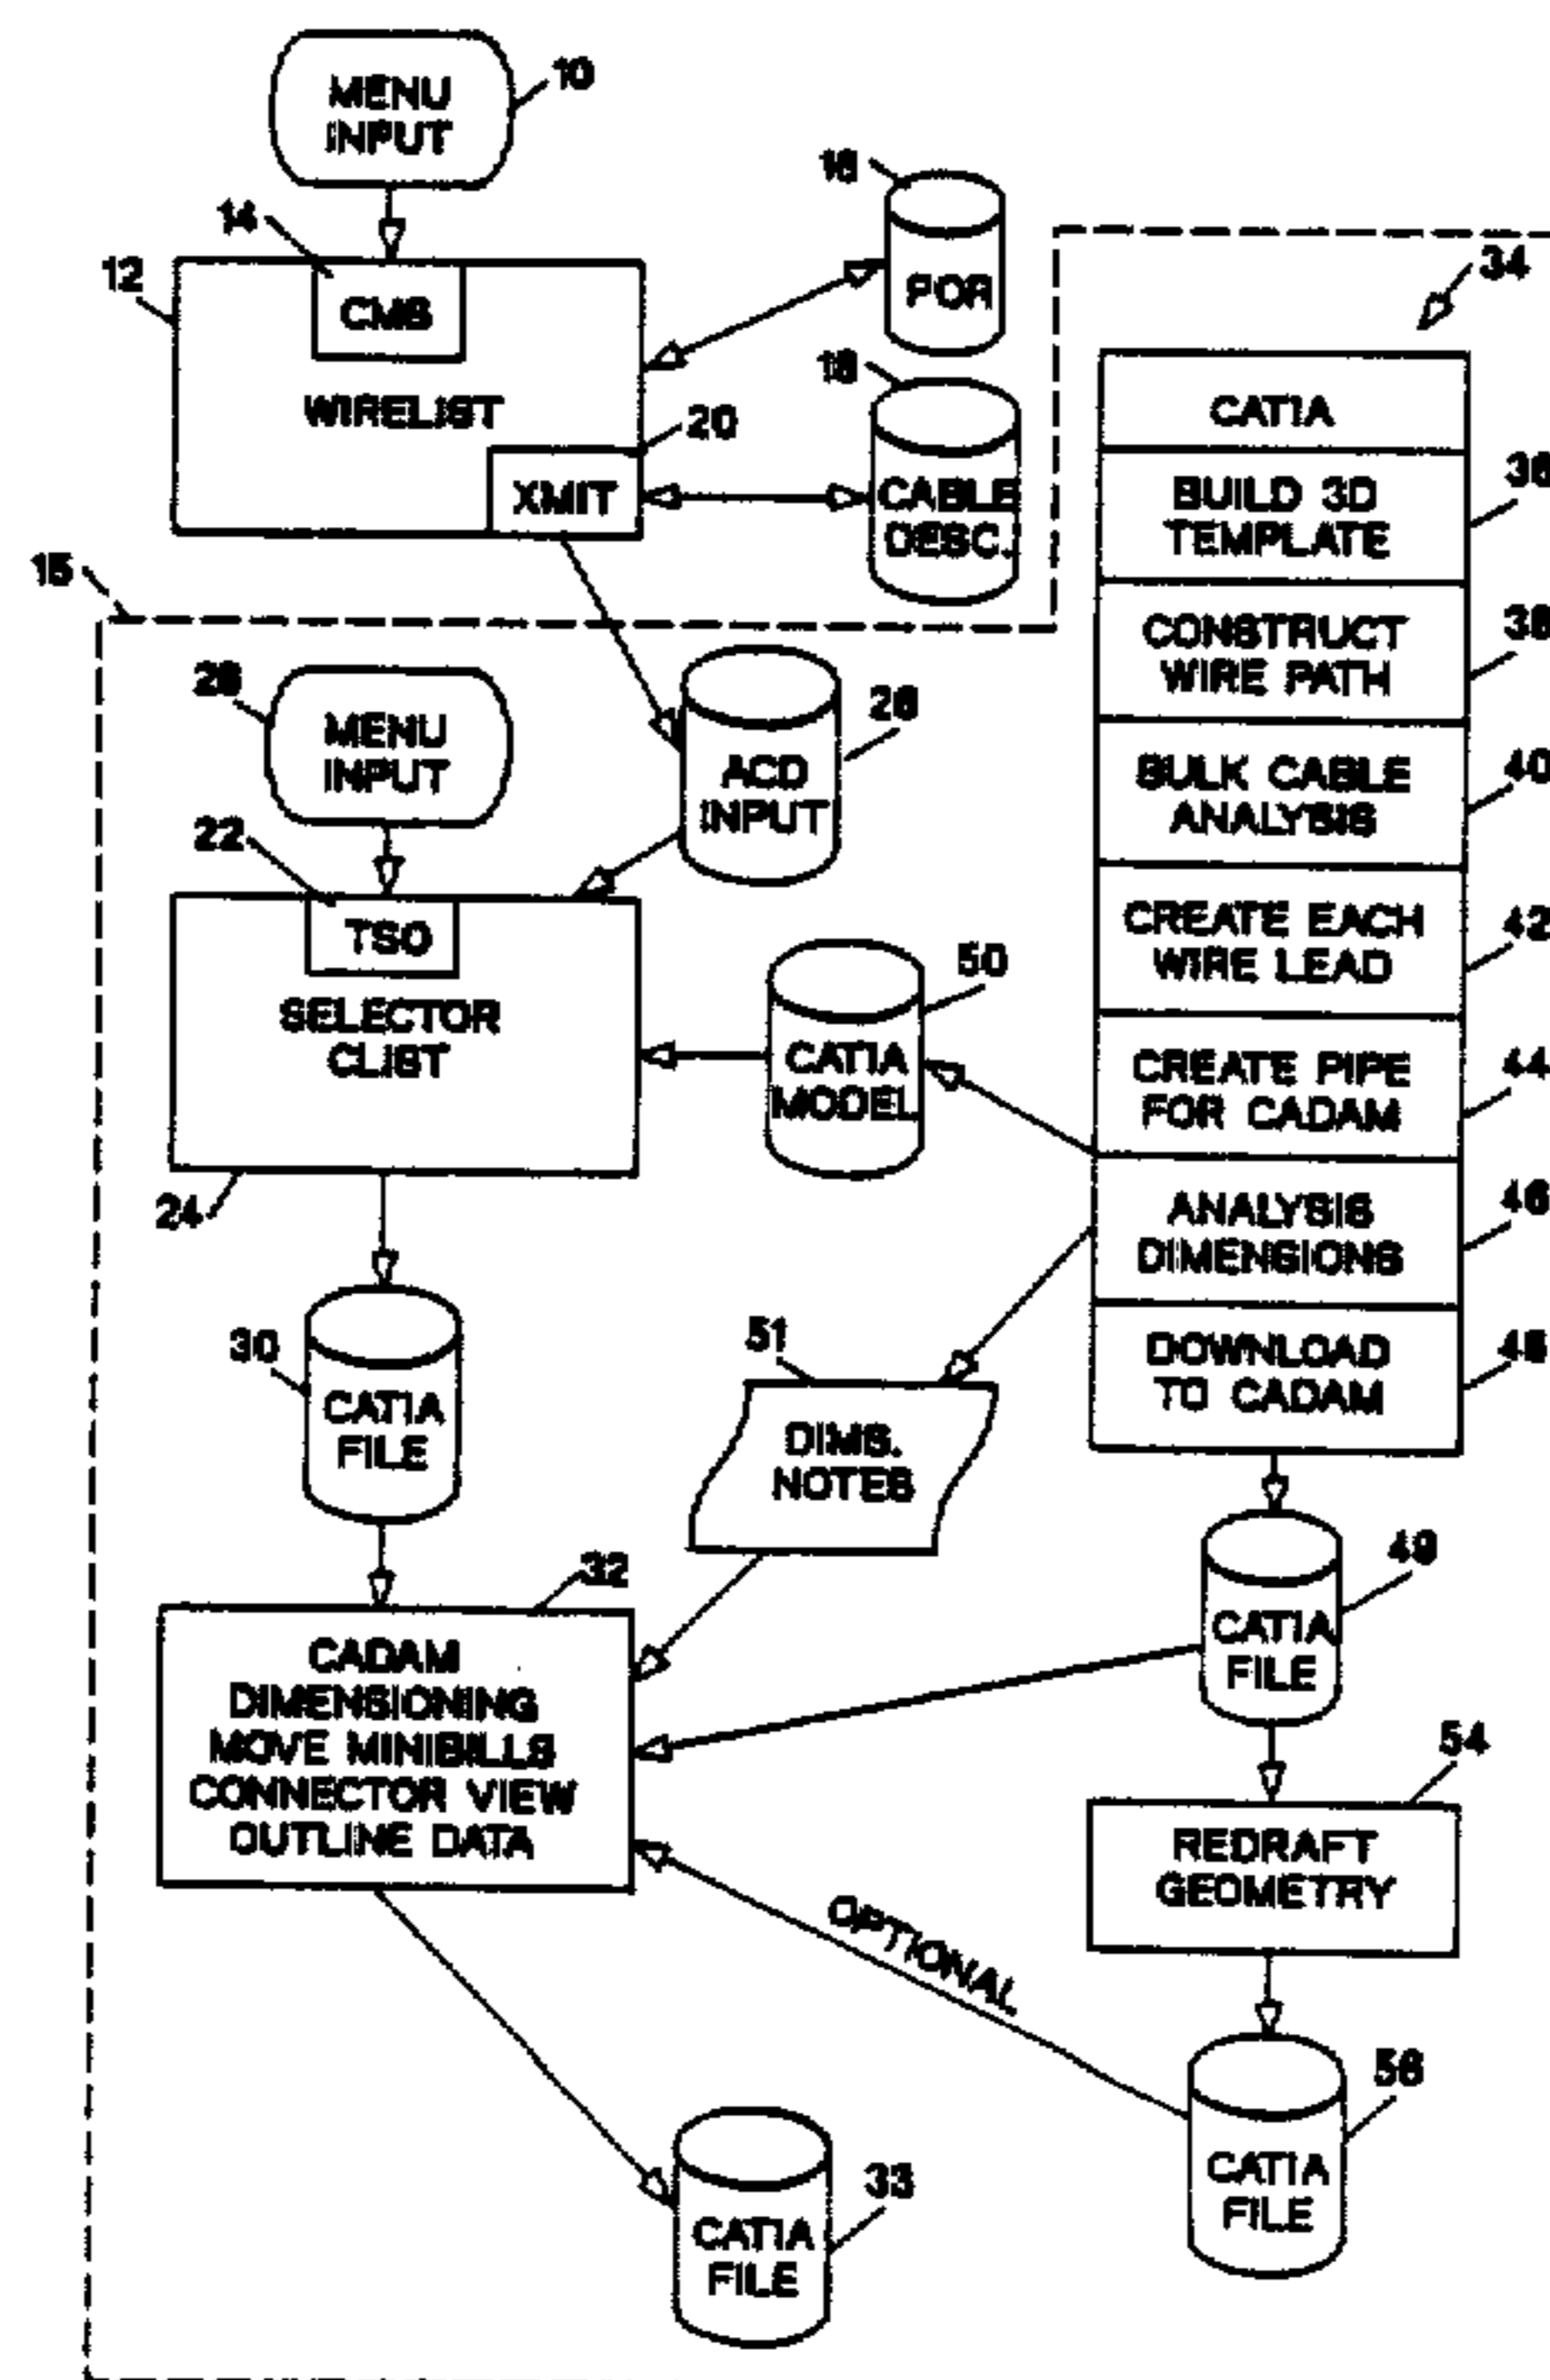 MENU
INPUT
10
14
12
CMS
WIRELIST
20
XMIT
16
POR
18
CABLE
DESC.
34
CATIA
BUILD 3D
TEMPLATE
36
CONSTRUCT
WIRE PATH
38
BULK CABLE
ANALYSIS
40
CREATE EACH
WIRE LEAD
42
CREATE PIPE
FOR CADAM
44
ANALYSIS
DIMENSIONS
46
DOWNLOAD
TO CADAM
48
15
MENU
INPUT
22
ACD
INPUT
26
TSO
SELECTOR
CLIST
24
50
CATIA
MODEL
30
CATIA
FILE
51
DIMS.
NOTES
32
CADAM
DIMENSIONING
MOVE MINIBILLS
CONNECTOR VIEW
OUTLINE DATA
49
CATIA
FILE
54
REDRAFT
GEOMETRY
OPTIONAL
56
CATIA
FILE
33
CATIA
FILE